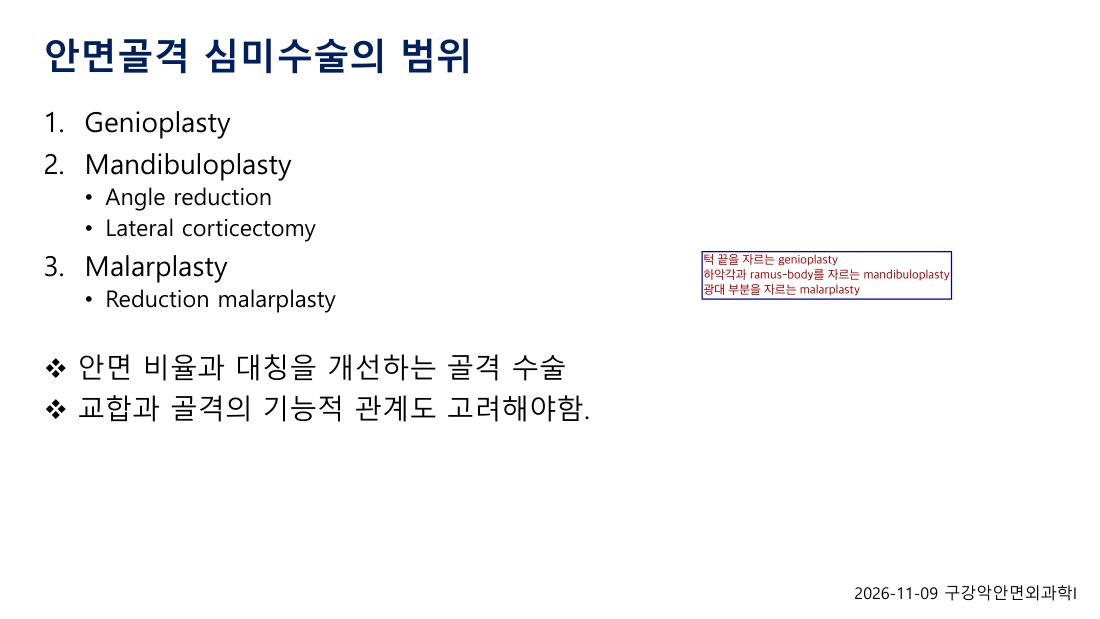 안면골격 심미수술의 범위
1. Genioplasty
2. Mandibuloplasty
• Angle reduction
• Lateral corticectomy
3. Malarplasty
• Reduction malarplasty
턱 끝을 자르는 genioplasty
하악각과 ramus-body를 자르는 mandibuloplasty
광대 부분을 자르는 malarplasty
❖ 안면 비율과 대칭을 개선하는 골격 수술
❖ 교합과 골격의 기능적 관계도 고려해야함.
2026-11-09 구강악안면외과학I